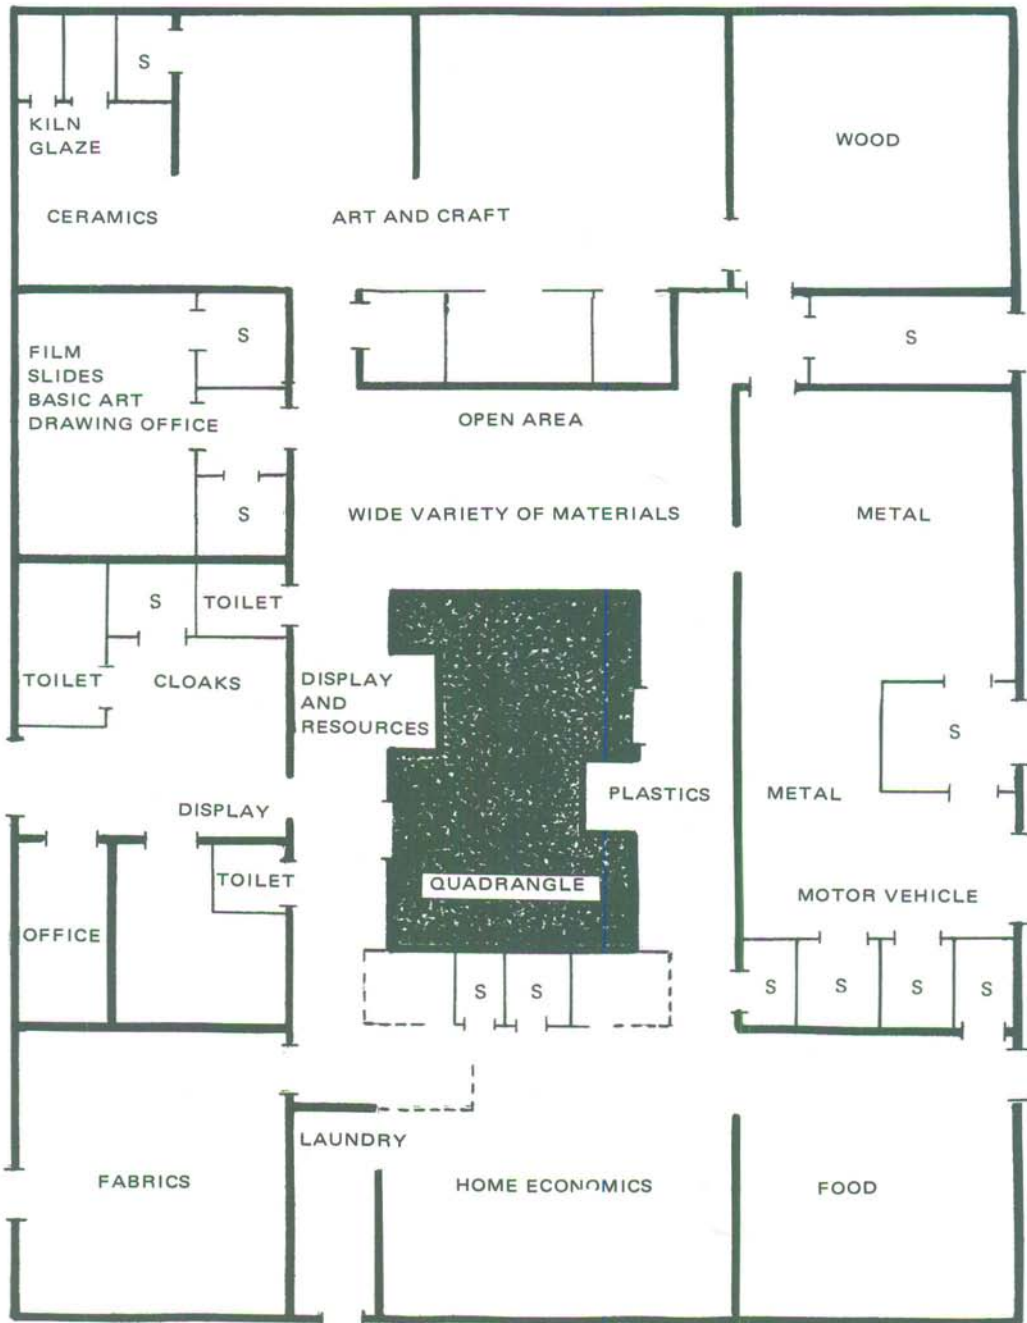 S
KILN
GLAZE
WOOD
CERAMICS
ART AND CRAFT
S
S
FILM
SLIDES
BASIC ART
DRAWING OFFICE
OPEN AREA
S
WIDE VARIETY OF MATERIALS
METAL
S
TOILET
TOILET
CLOAKS
DISPLAY
AND
RESOURCES
S
PLASTICS
METAL
DISPLAY
TOILET
QUADRANGLE
MOTOR VEHICLE
OFFICE
S
S
S
S
S
S
LAUNDRY
FABRICS
HOME ECONOMICS
FOOD